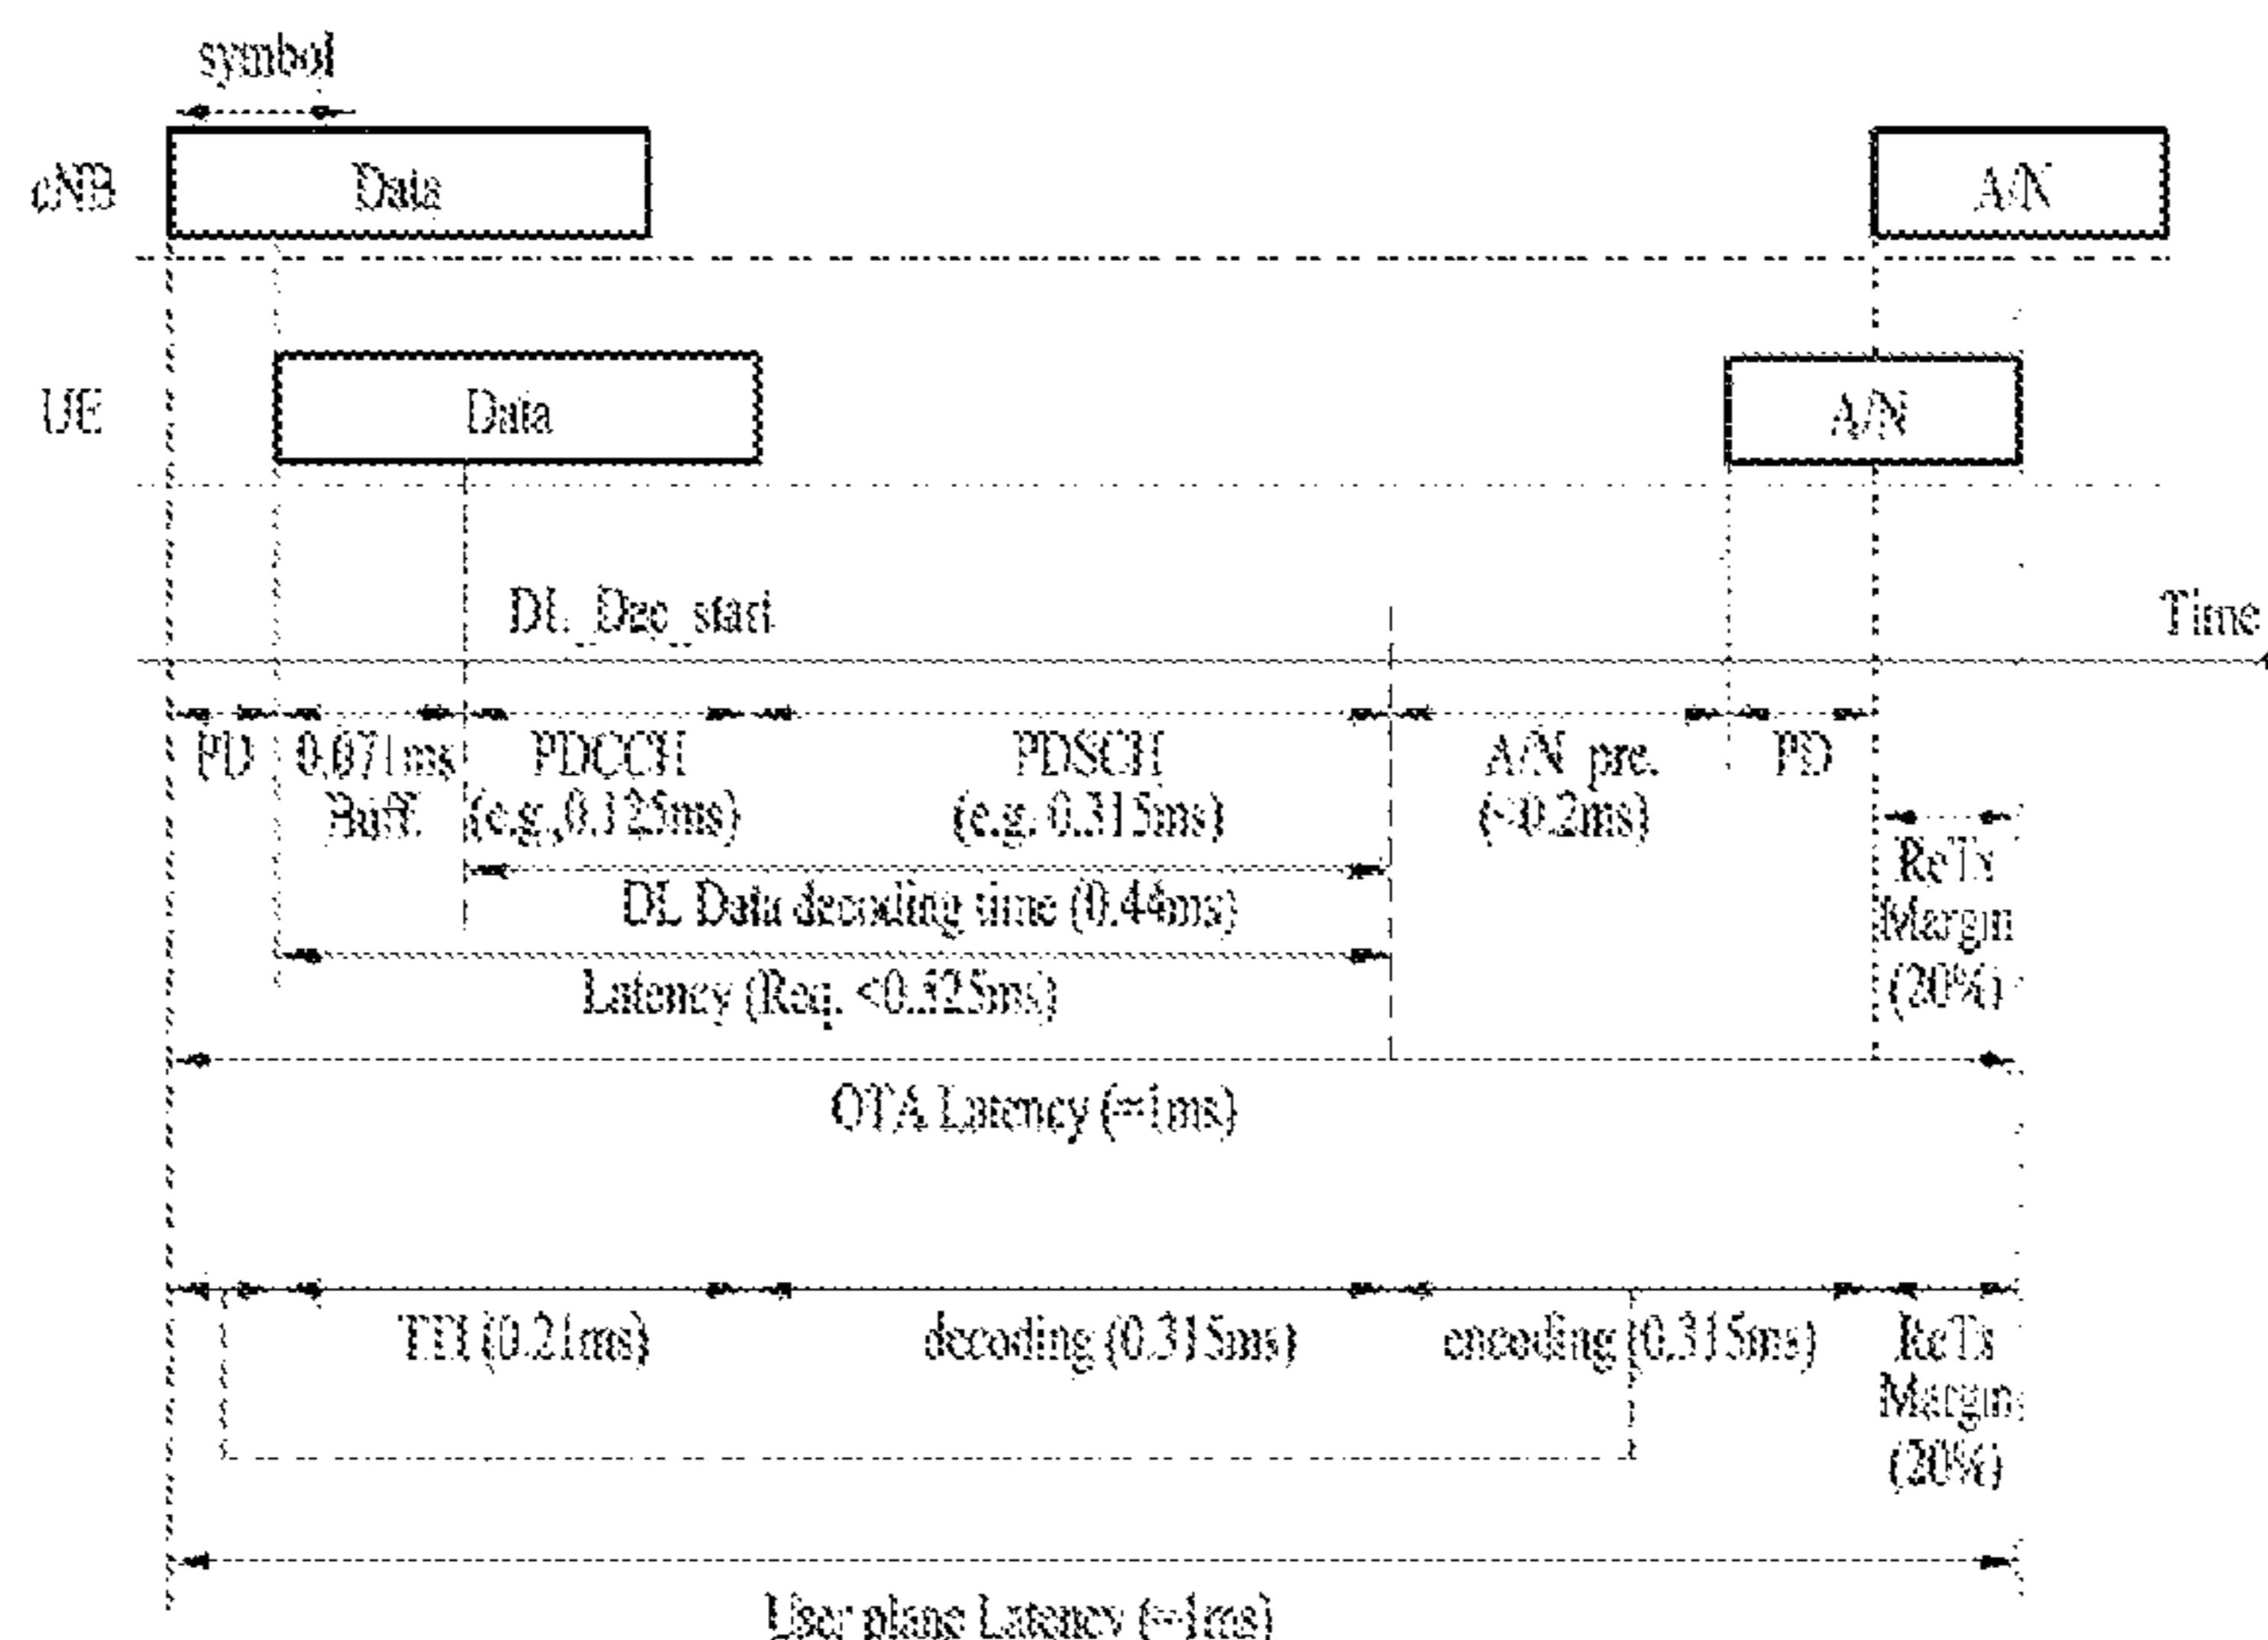 symbol
eNB
Data
A/N
UE
Data
A/N
DL_Dec_start
Time
PD
0.071ms
Buff.
PDCCH
(e.g.,0.125ms)
PDSCH
(e.g. 0.315ms)
A/N pre.
(<0.2ms)
PD
ReTx
Margin
(20%)
DL Data decoding time (0.44ms)
Latency (Req. <0.525ms)
OTA Latency (=1ms)
TTI (0.21ms)
decoding (0.315ms)
encoding (0.315ms)
ReTx
Margin
(20%)
User plane Latency (=1ms)